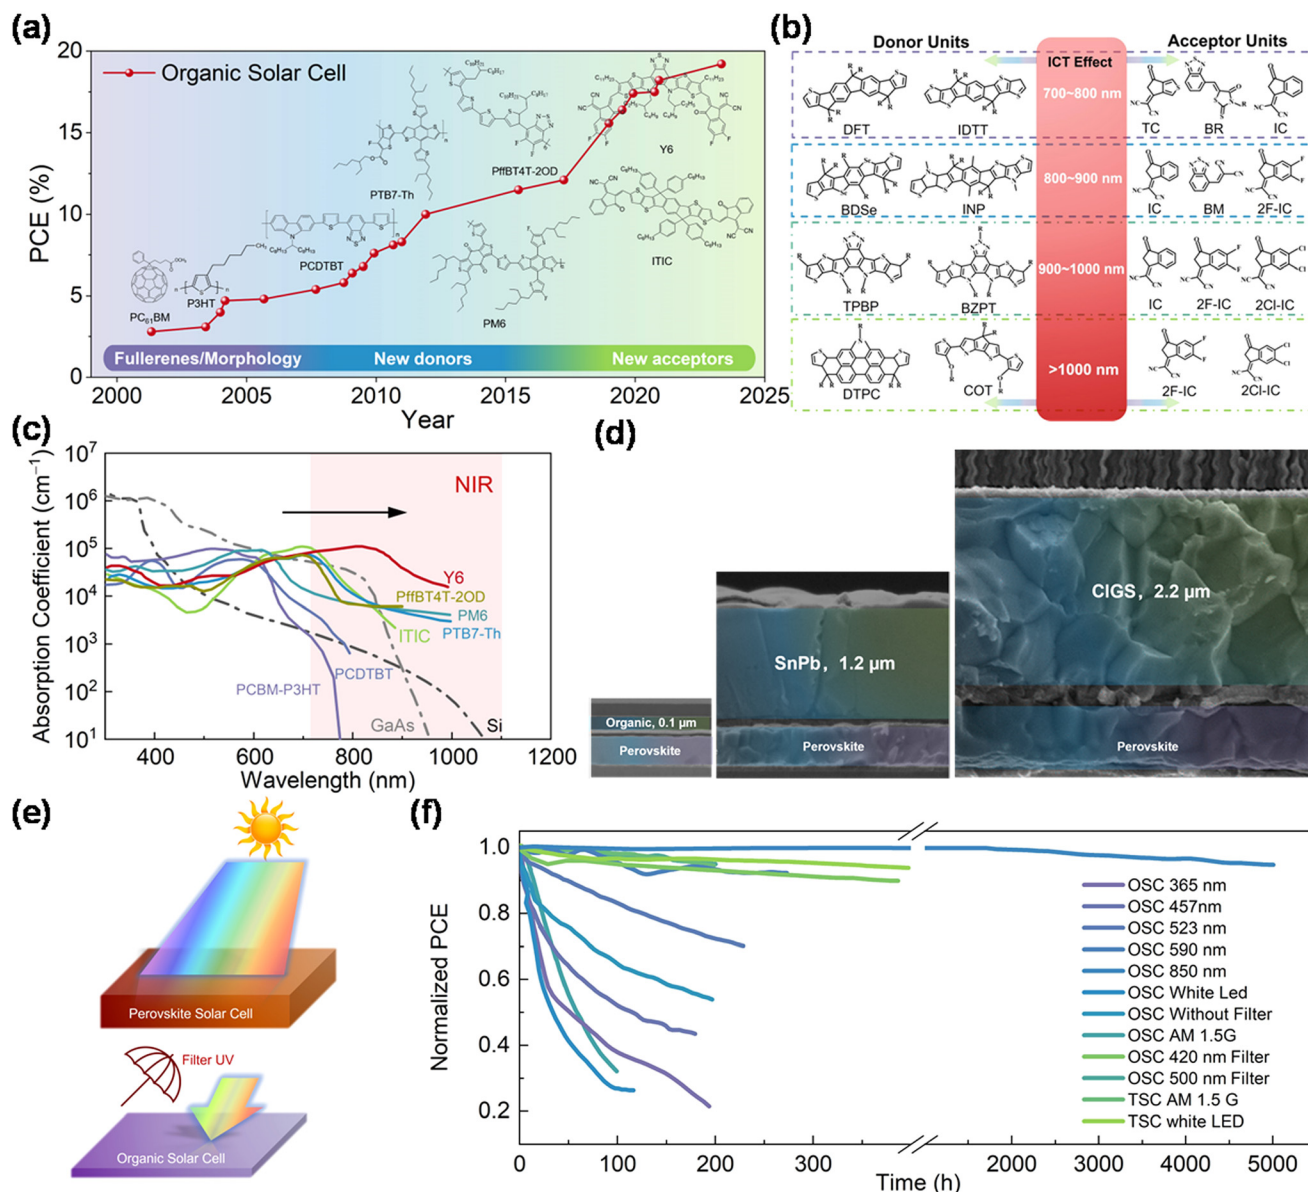 (a)
20
15
10
5
0
PCE (%)
Organic Solar Cell
PC61BM
P3HT
PCDTBT
PTB7-Th
PffBT4T-2OD
PM6
Y6
ITIC
Fullerenes/Morphology
New donors
New acceptors
2000 2005 2010 2015 2020 2025
Year
(b)
Donor Units
ICT Effect
Acceptor Units
700~800 nm
DFT IDTT TC BR IC
800~900 nm
BDSe INP IC BM 2F-IC
900~1000 nm
TPBP BZPT IC 2F-IC 2Cl-IC
>1000 nm
DTPC COT 2F-IC 2Cl-IC
(c)
Absorption Coefficient (cm⁻¹)
10⁷
10⁶
10⁵
10⁴
10³
10²
10¹
NIR
Y6
PffBT4T-2OD
PM6
PTB7-Th
ITIC
PCDTBT
PCBM-P3HT
GaAs
Si
400 600 800 1000 1200
Wavelength (nm)
(d)
Organic, 0.1 µm
Perovskite
SnPb, 1.2 µm
Perovskite
CIGS, 2.2 µm
Perovskite
(e)
Perovskite Solar Cell
Filter UV
Organic Solar Cell
(f)
Normalized PCE
1.0
0.8
0.6
0.4
0.2
OSC 365 nm
OSC 457nm
OSC 523 nm
OSC 590 nm
OSC 850 nm
OSC White Led
OSC Without Filter
OSC AM 1.5G
OSC 420 nm Filter
OSC 500 nm Filter
TSC AM 1.5 G
TSC white LED
0 100 200 300 2000 3000 4000 5000
Time (h)